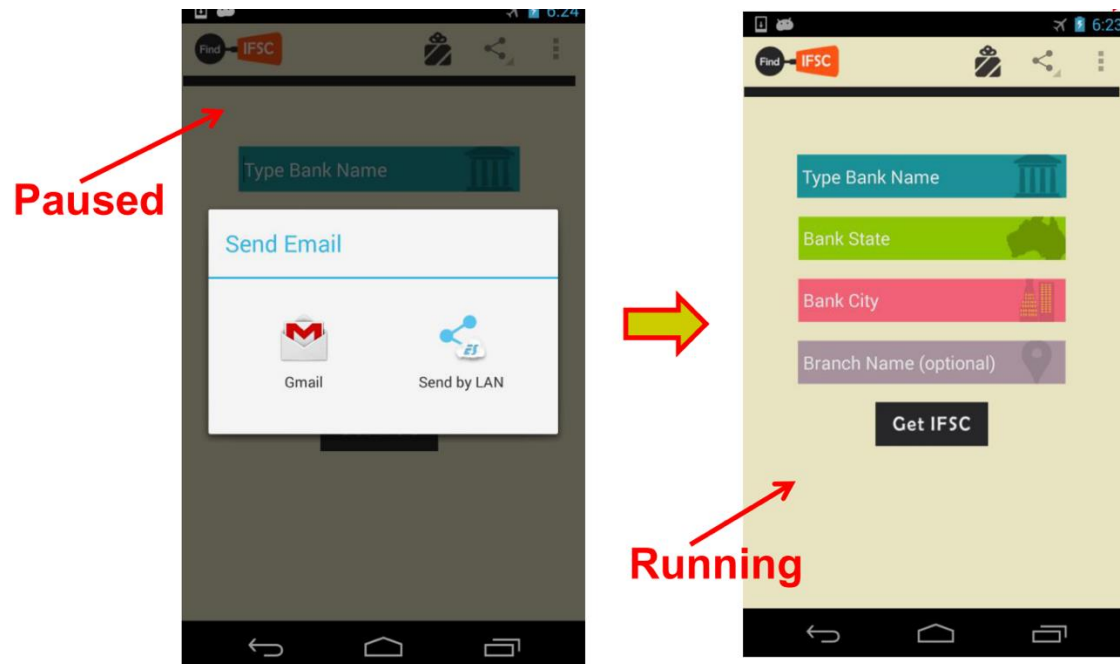 6:24
Find IFSC
Type Bank Name
Paused
Send Email
ES
Gmail
Send by LAN
6:23
Find IFSC
Type Bank Name
Bank State
Bank City
Branch Name (optional)
Get IFSC
Running